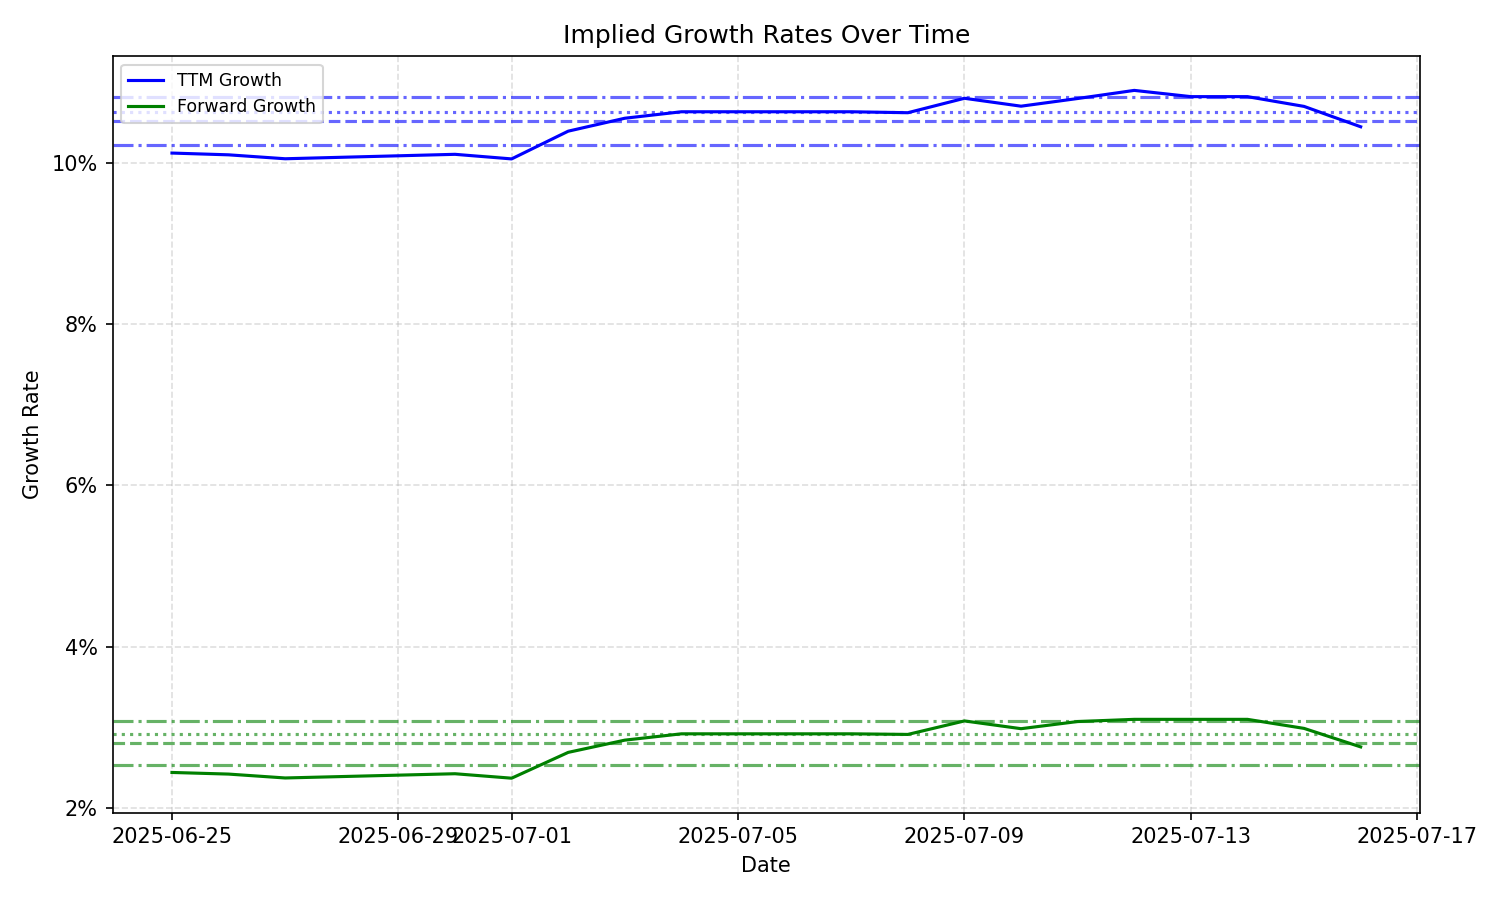 Implied Growth Rates Over Time
TTM Growth
Forward Growth
10%
8%
6%
4%
2%
Growth Rate
2025-06-25
2025-06-29
2025-07-01
2025-07-05
2025-07-09
2025-07-13
2025-07-17
Date